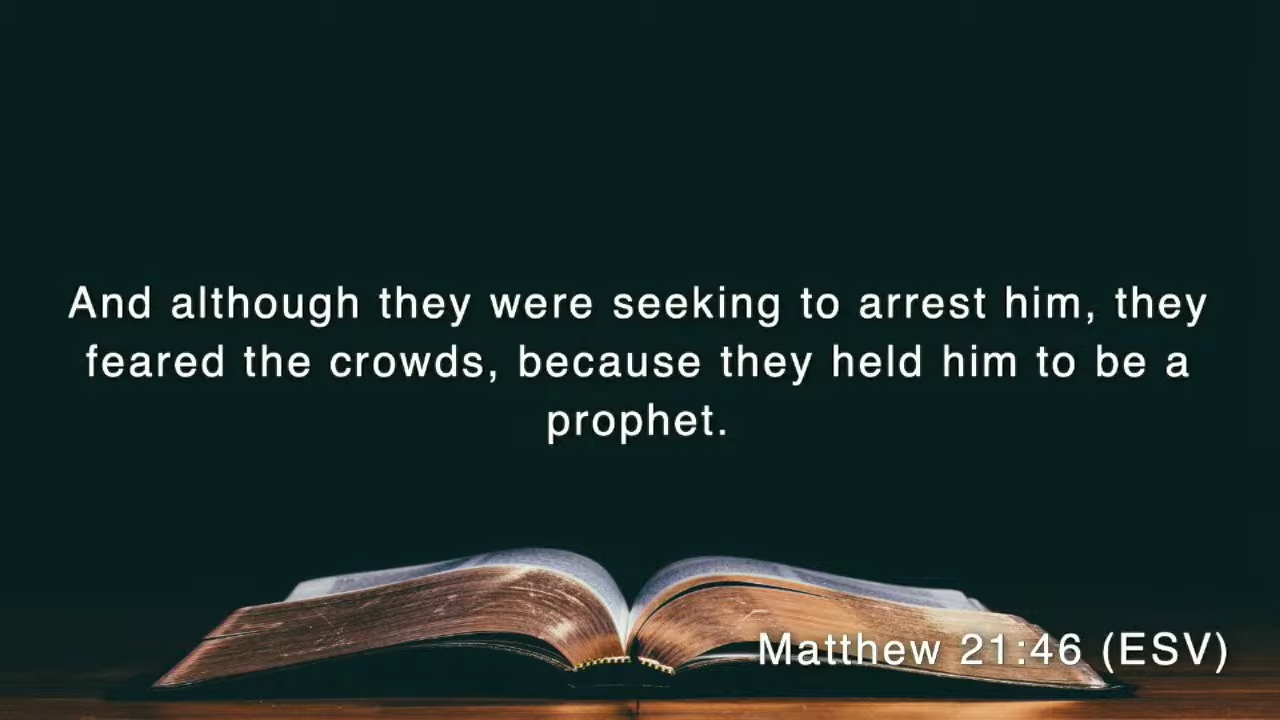 And although they were seeking to arrest him, they
feared the crowds, because they held him to be a
prophet.
Matthew 21:46 (ESV)